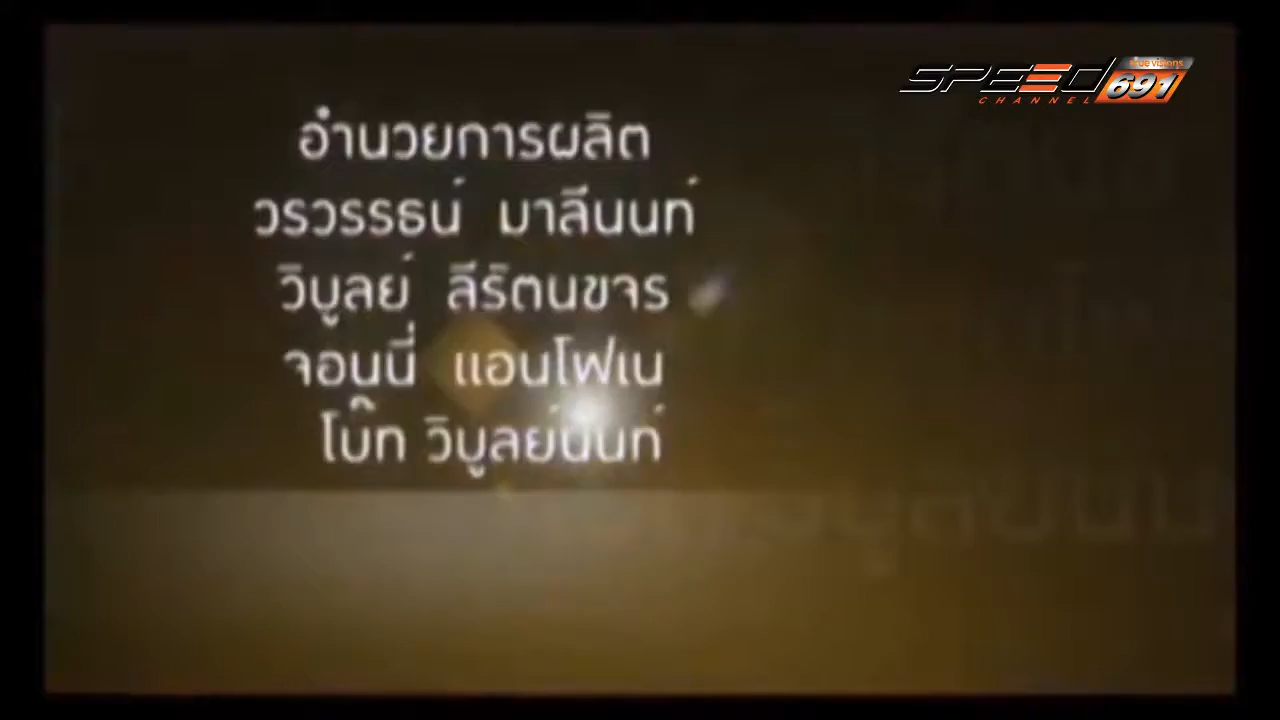 true visions
SPEED 691
CHANNEL
อำนวยการผลิต
วรวรรธน์ มาลีนนท์
วิบูลย์ ลีรัตนขจร
จอนนี่ แอนโฟเน
โบ๊ท วิบูลย์นันท์